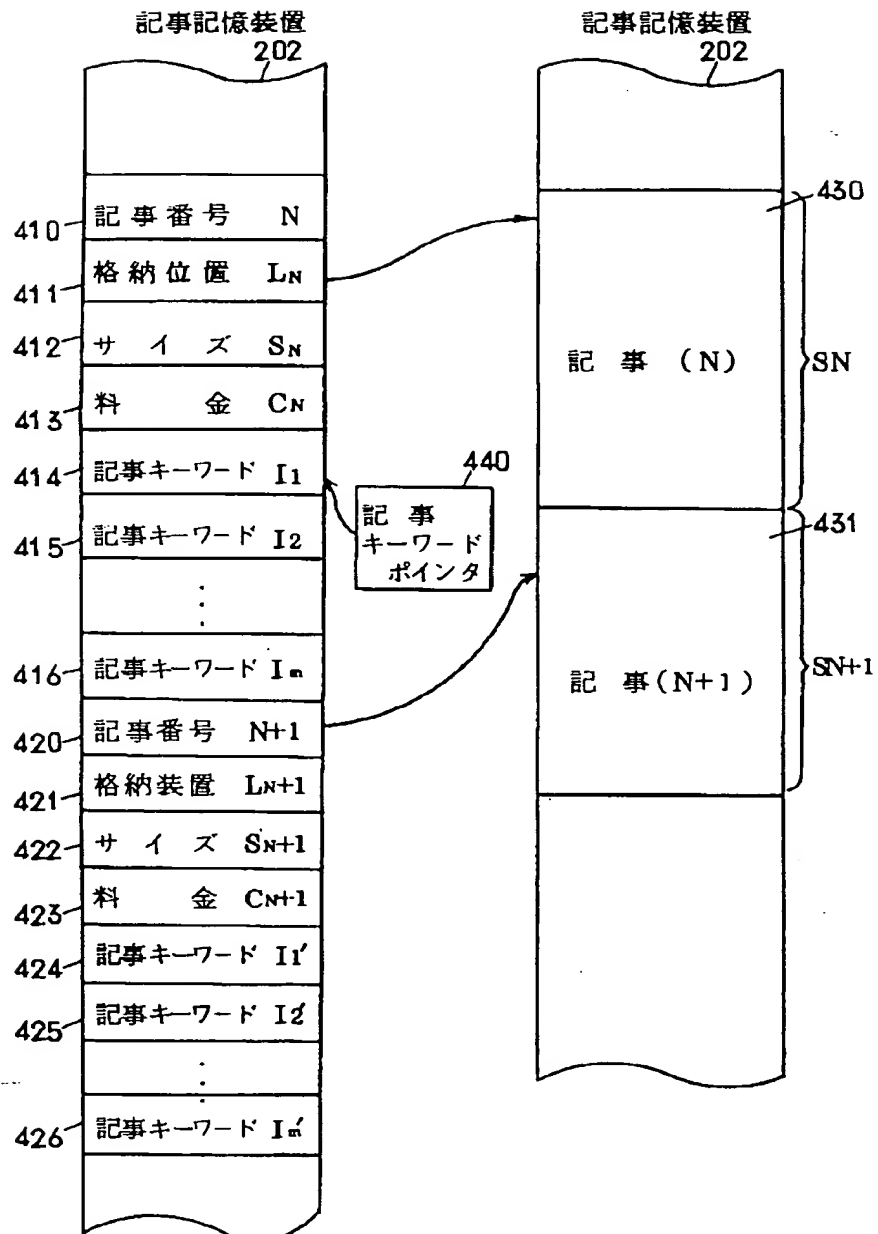 記事記憶装置
202
410 記事番号 N
411 格納位置 LN
412 サイズ SN
413 料金 CN
414 記事キーワード I1
415 記事キーワード I2
416 記事キーワード Im
420 記事番号 N+1
421 格納装置 LN+1
422 サイズ SN+1
423 料金 CN+1
424 記事キーワード I1′
425 記事キーワード I2′
426 記事キーワード Im′
440
記事
キーワード
ポインタ
記事記憶装置
202
430
記事 (N)
SN
431
記事(N+1)
SN+1